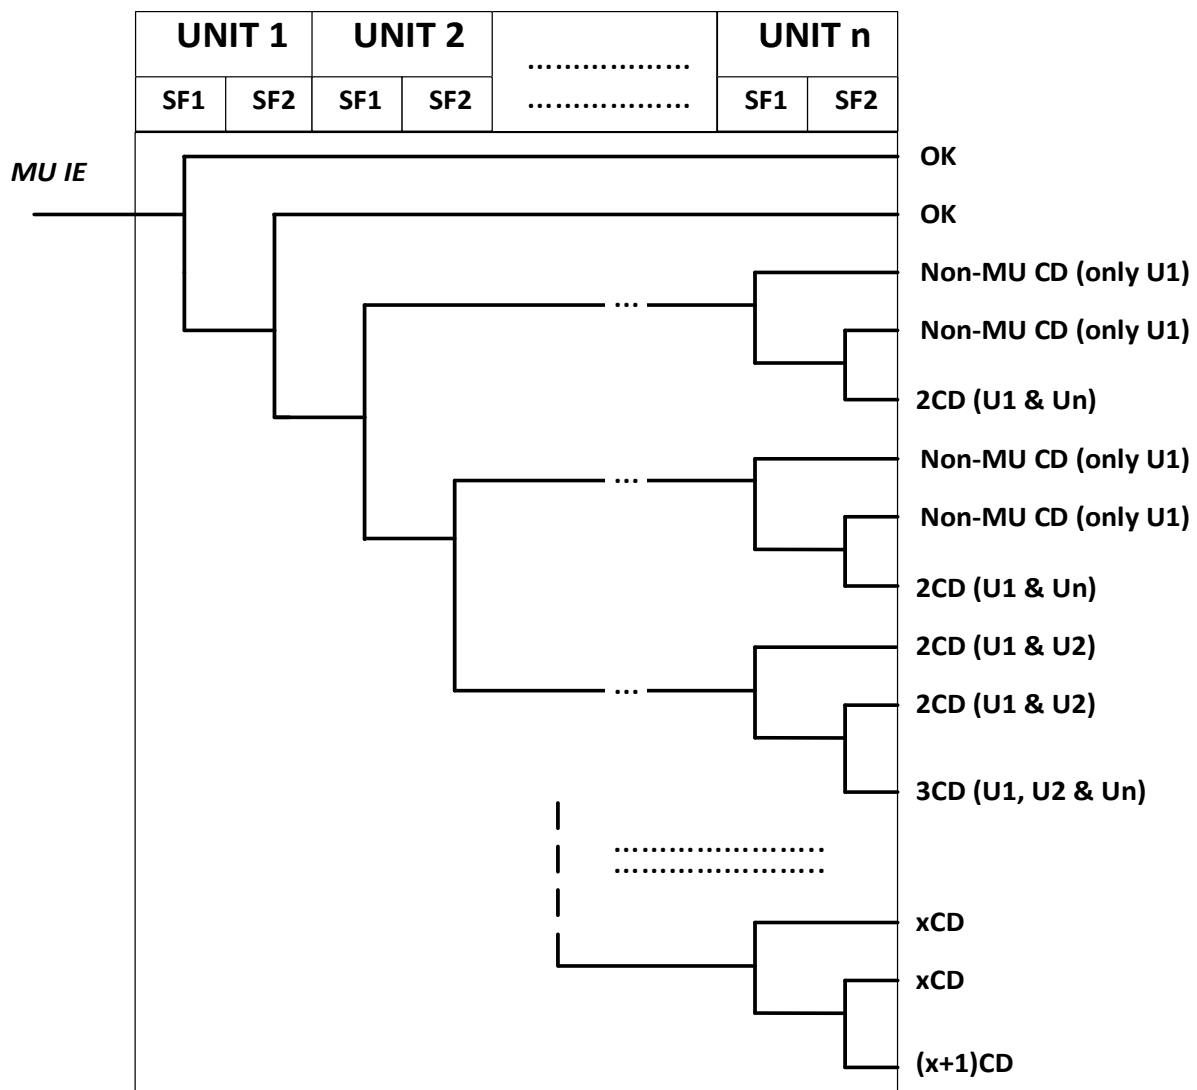 UNIT 1 UNIT 2 .................. UNIT n
SF1 SF2 SF1 SF2 .................. SF1 SF2
MU IE
OK
OK
Non-MU CD (only U1)
...
Non-MU CD (only U1)
2CD (U1 & Un)
Non-MU CD (only U1)
...
Non-MU CD (only U1)
2CD (U1 & Un)
2CD (U1 & U2)
...
2CD (U1 & U2)
3CD (U1, U2 & Un)
.......................
.......................
xCD
xCD
(x+1)CD